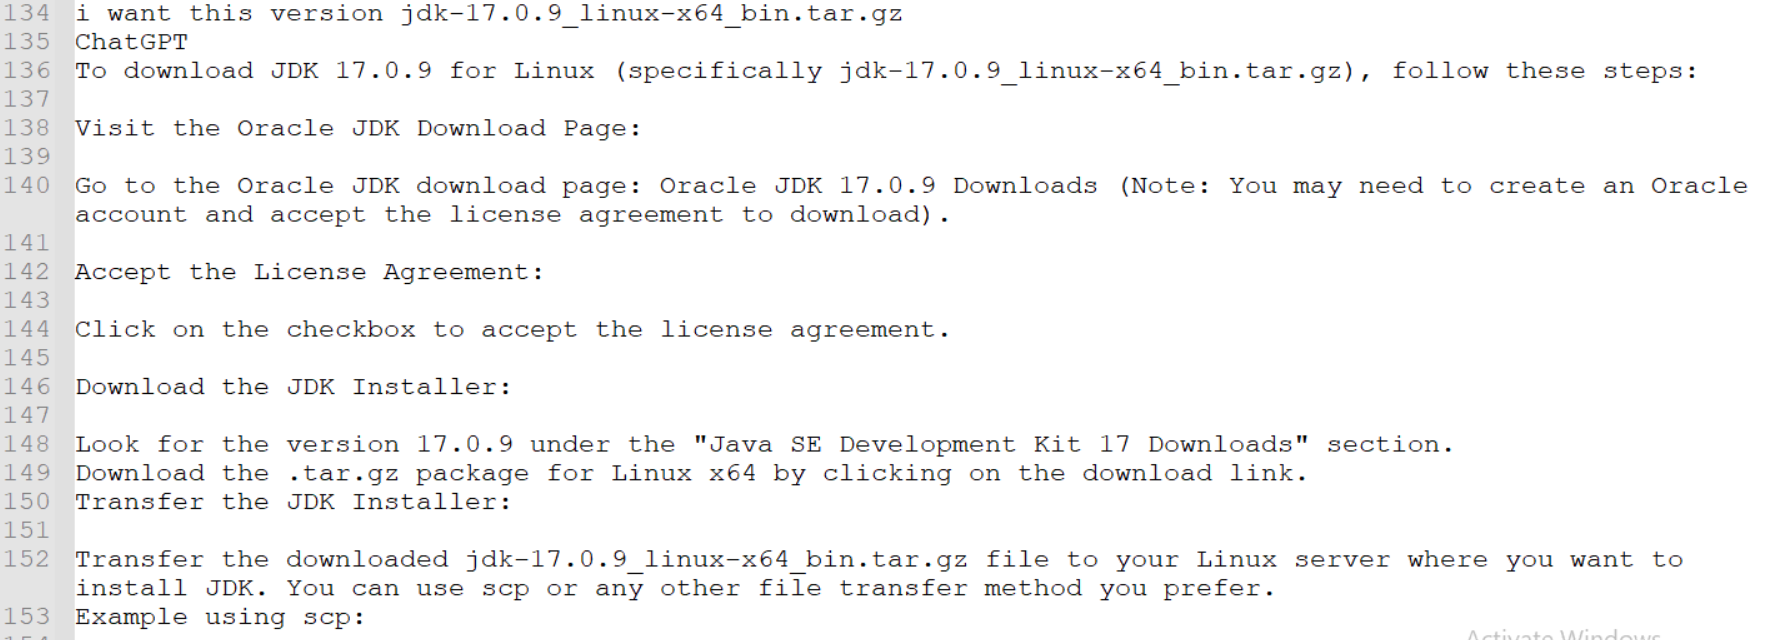 134 i want this version jdk-17.0.9_linux-x64_bin.tar.gz
135 ChatGPT
136 To download JDK 17.0.9 for Linux (specifically jdk-17.0.9_linux-x64_bin.tar.gz), follow these steps:
137
138 Visit the Oracle JDK Download Page:
139
140 Go to the Oracle JDK download page: Oracle JDK 17.0.9 Downloads (Note: You may need to create an Oracle
account and accept the license agreement to download).
141
142 Accept the License Agreement:
143
144 Click on the checkbox to accept the license agreement.
145
146 Download the JDK Installer:
147
148 Look for the version 17.0.9 under the "Java SE Development Kit 17 Downloads" section.
149 Download the .tar.gz package for Linux x64 by clicking on the download link.
150 Transfer the JDK Installer:
151
152 Transfer the downloaded jdk-17.0.9_linux-x64_bin.tar.gz file to your Linux server where you want to
install JDK. You can use scp or any other file transfer method you prefer.
153 Example using scp:
Activate Windows